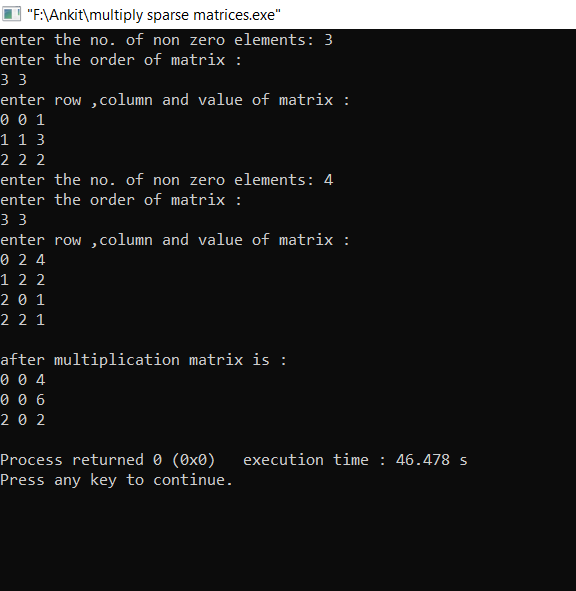 "F:\Ankit\multiply sparse matrices.exe"
enter the no. of non zero elements: 3
enter the order of matrix :
3 3
enter row ,column and value of matrix :
0 0 1
1 1 3
2 2 2
enter the no. of non zero elements: 4
enter the order of matrix :
3 3
enter row ,column and value of matrix :
0 2 4
1 2 2
2 0 1
2 2 1
after multiplication matrix is :
0 0 4
0 0 6
2 0 2
Process returned 0 (0x0)   execution time : 46.478 s
Press any key to continue.